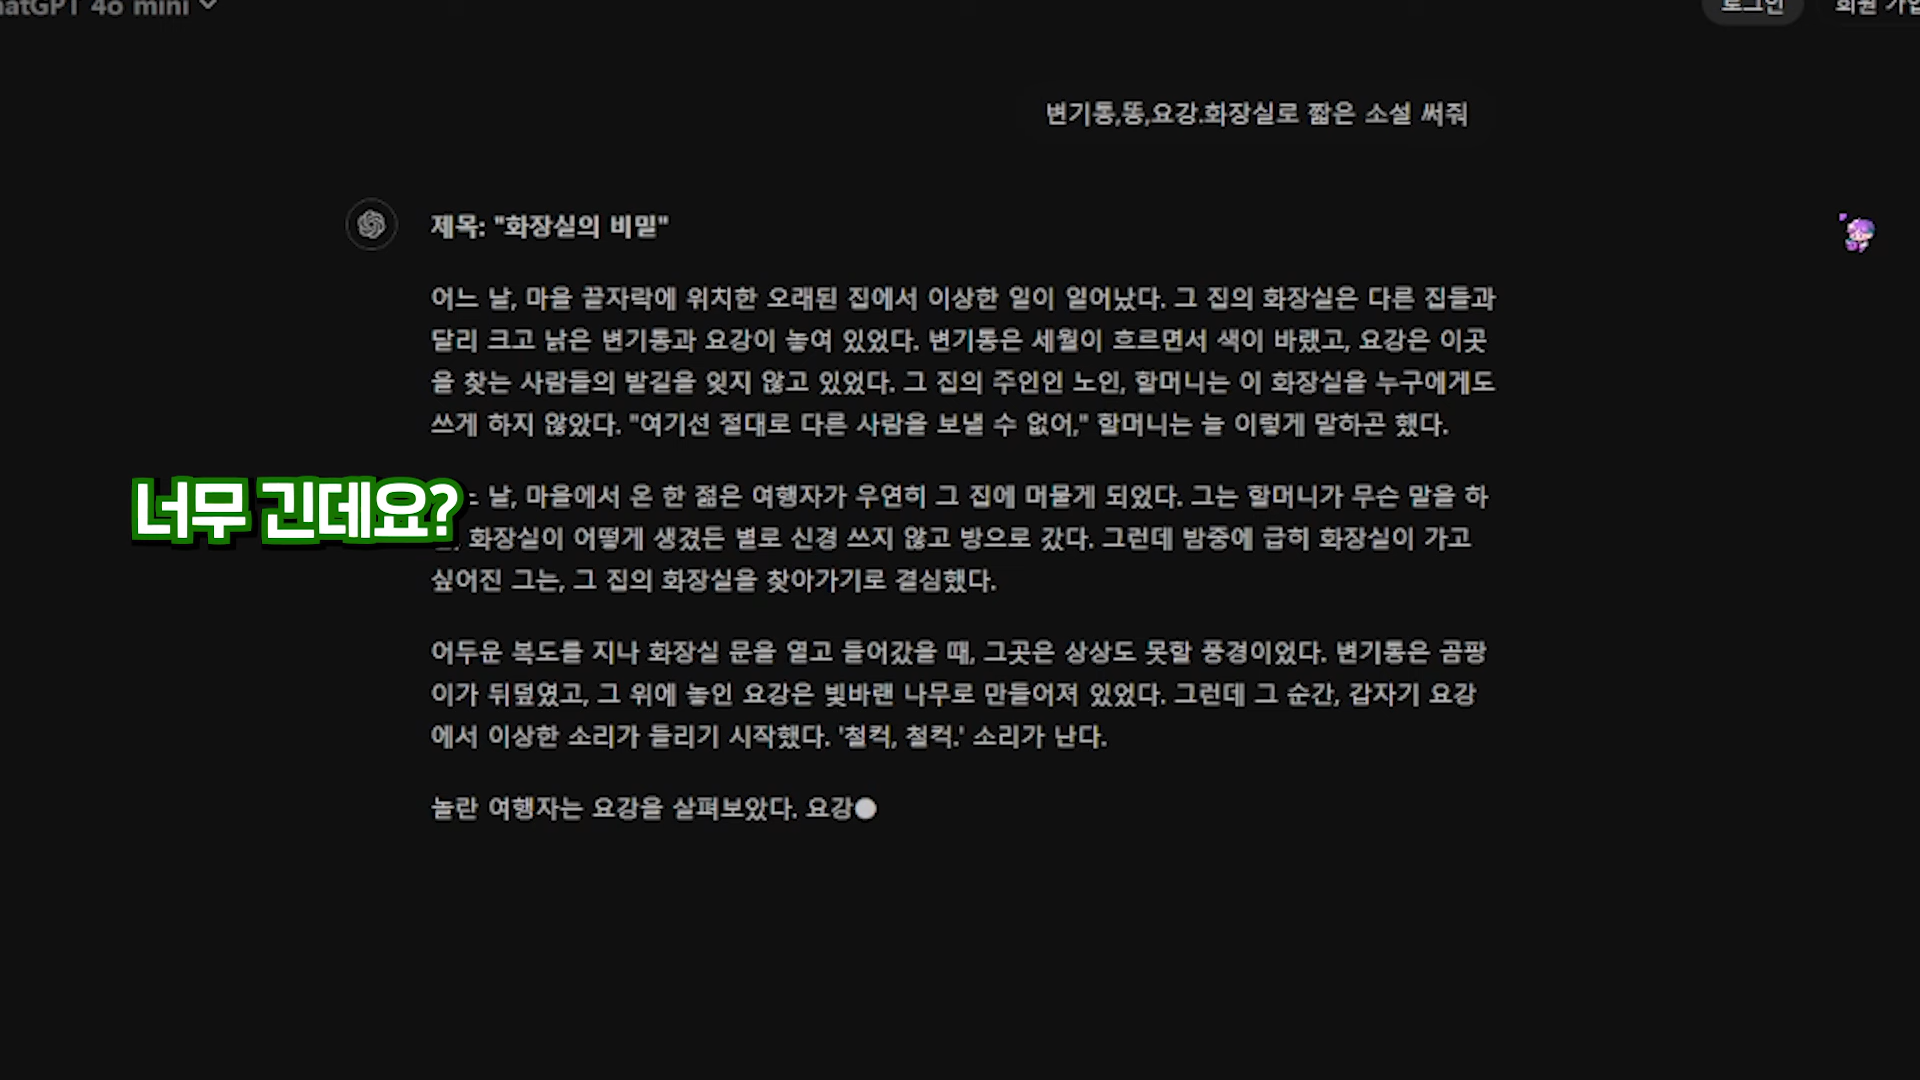 hatGPT 4o mini
로그인
회원 가입
변기통,똥,요강.화장실로 짧은 소설 써줘
제목: "화장실의 비밀"
어느 날, 마을 끝자락에 위치한 오래된 집에서 이상한 일이 일어났다. 그 집의 화장실은 다른 집들과
달리 크고 낡은 변기통과 요강이 놓여 있었다. 변기통은 세월이 흐르면서 색이 바랬고, 요강은 이곳
을 찾는 사람들의 발길을 잊지 않고 있었다. 그 집의 주인인 노인, 할머니는 이 화장실을 누구에게도
쓰게 하지 않았다. "여기선 절대로 다른 사람을 보낼 수 없어," 할머니는 늘 이렇게 말하곤 했다.
너무 긴데요?
느 날, 마을에서 온 한 젊은 여행자가 우연히 그 집에 머물게 되었다. 그는 할머니가 무슨 말을 하
화장실이 어떻게 생겼든 별로 신경 쓰지 않고 방으로 갔다. 그런데 밤중에 급히 화장실이 가고
싶어진 그는, 그 집의 화장실을 찾아가기로 결심했다.
어두운 복도를 지나 화장실 문을 열고 들어갔을 때, 그곳은 상상도 못할 풍경이었다. 변기통은 곰팡
이가 뒤덮였고, 그 위에 놓인 요강은 빛바랜 나무로 만들어져 있었다. 그런데 그 순간, 갑자기 요강
에서 이상한 소리가 들리기 시작했다. '철컥, 철컥.' 소리가 난다.
놀란 여행자는 요강을 살펴보았다. 요강